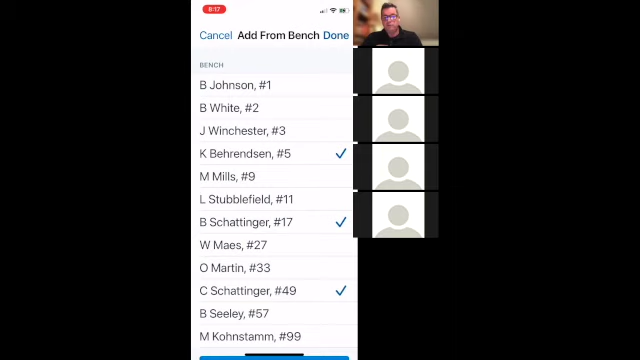 8:17
Cancel Add From Bench Done
BENCH
B Johnson, #1
B White, #2
J Winchester, #3
K Behrendsen, #5
M Mills, #9
L Stubblefield, #11
B Schattinger, #17
W Maes, #27
O Martin, #33
C Schattinger, #49
B Seeley, #57
M Kohnstamm, #99